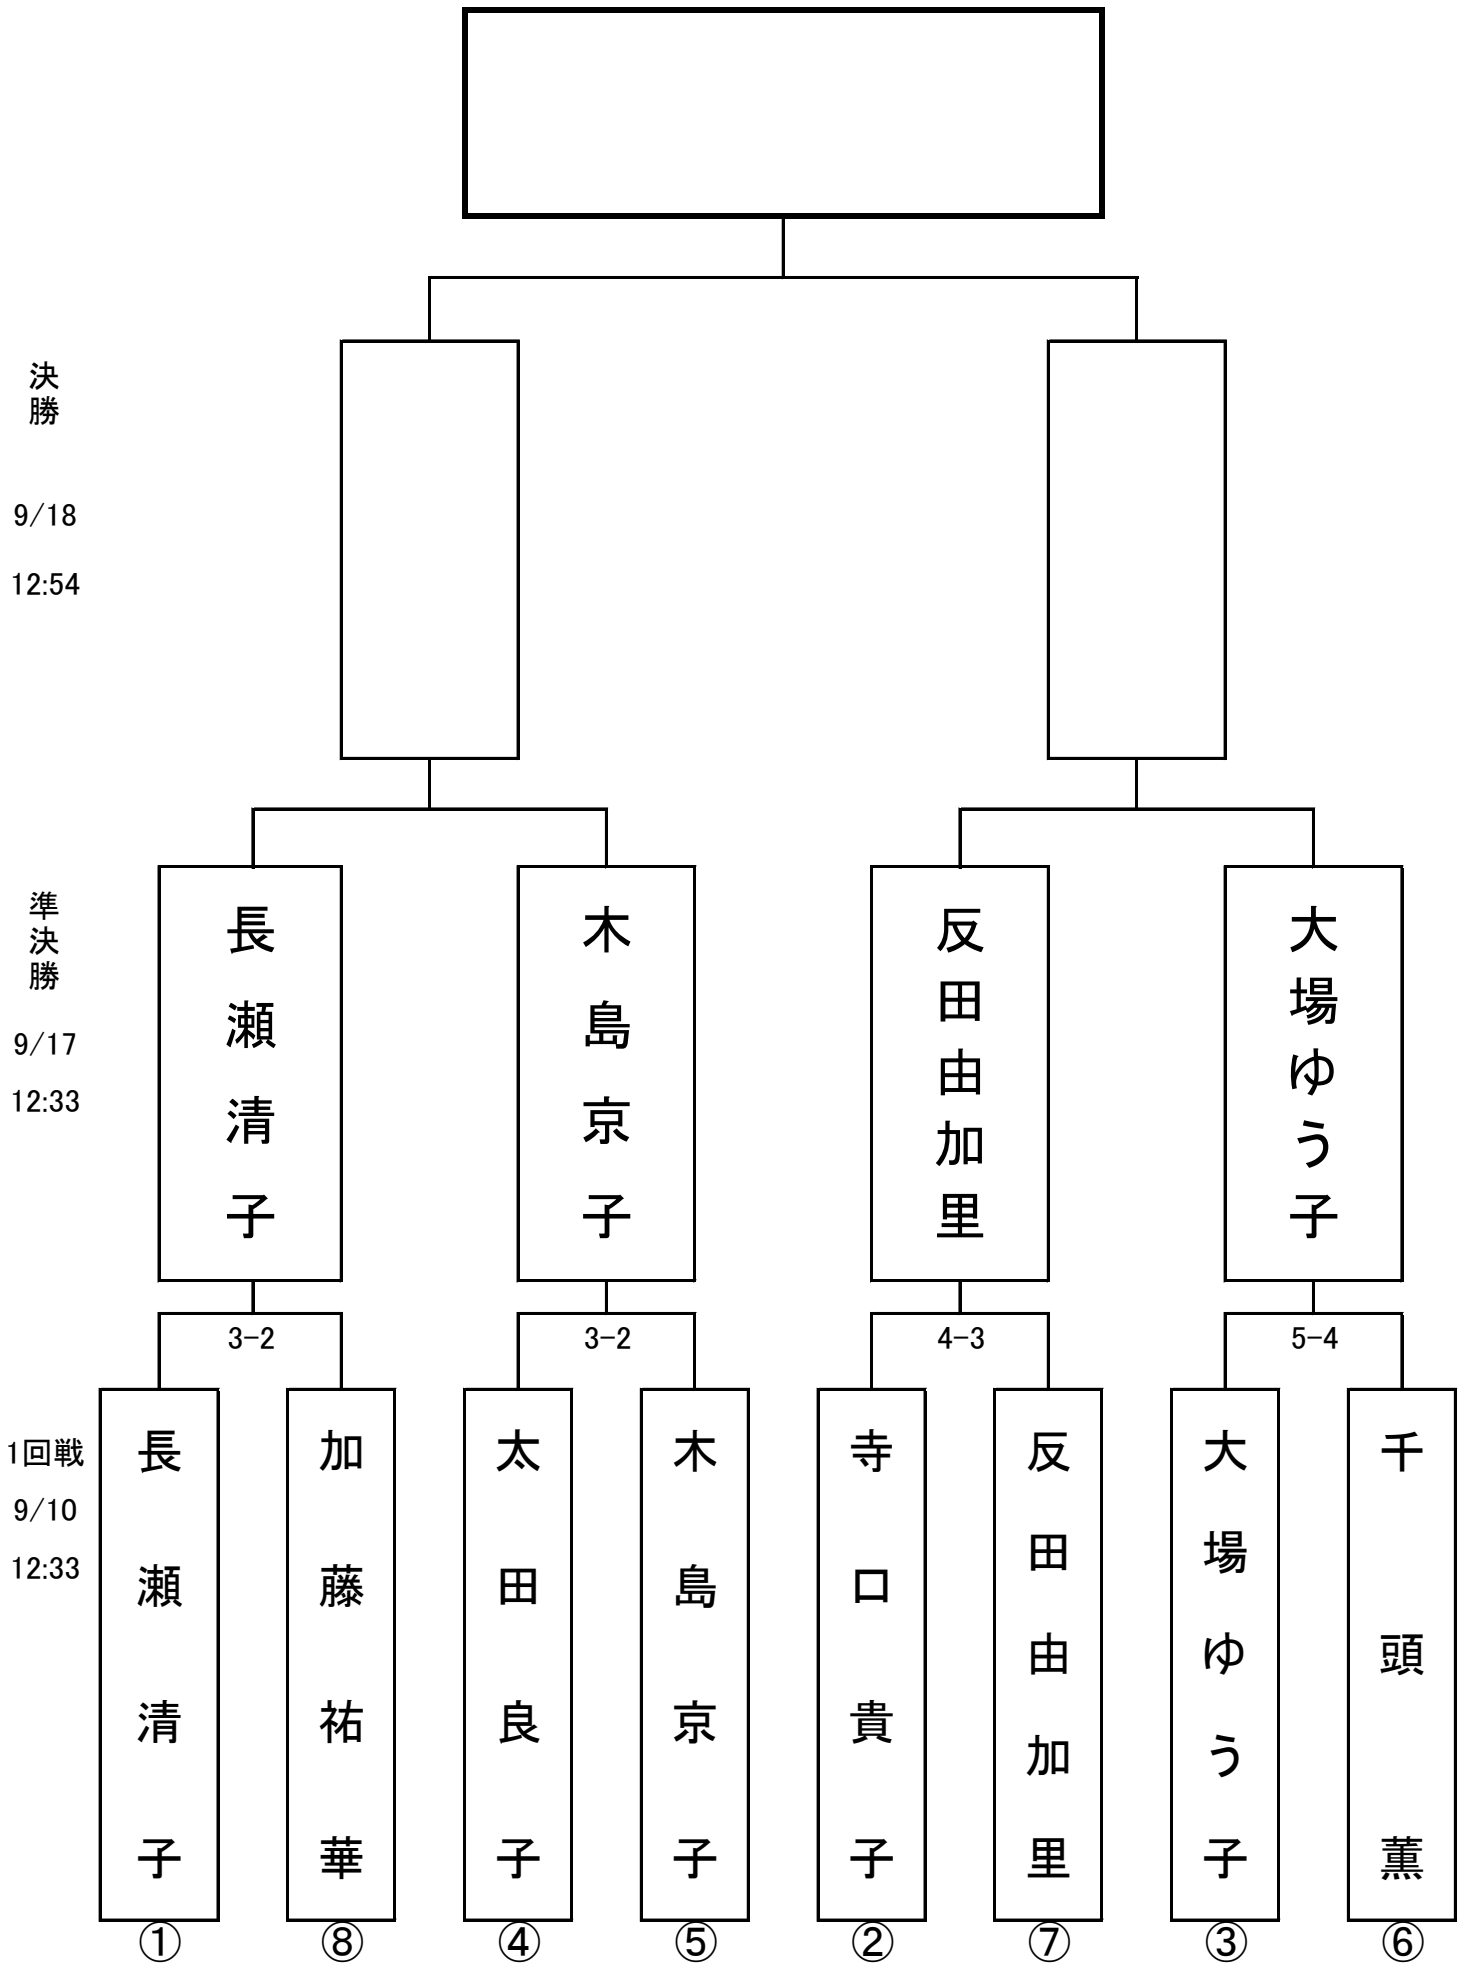 決勝
9/18
12:54
準決勝
9/17
12:33
長瀬清子
木島京子
反田由加里
大場ゆう子
3-2
3-2
4-3
5-4
1回戦
9/10
12:33
長瀬清子
加藤祐華
太田良子
木島京子
寺口貴子
反田由加里
大場ゆう子
千頭薫
①
⑧
④
⑤
②
⑦
③
⑥